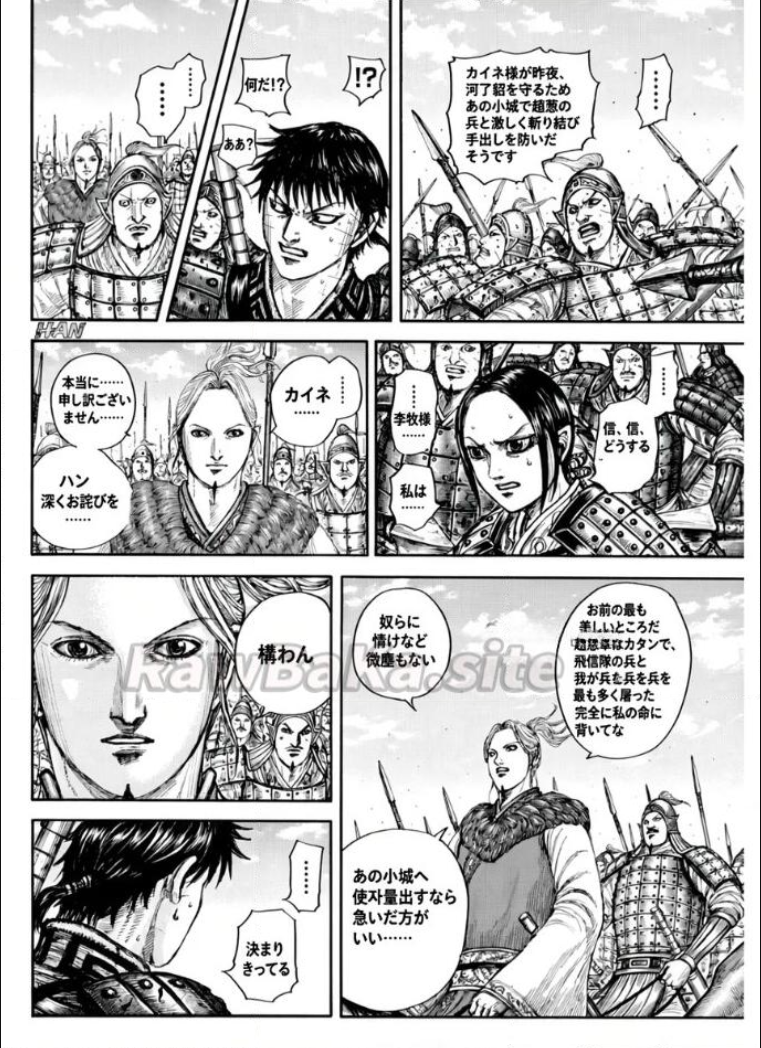 ……
カイネ様が昨夜、
河了貂を守るため
あの小城で趙葱の
兵と激しく斬り結び
手出しを防いだ
そうです
!?
何だ!?
ああ?
……
……
……
信、信、
どうする
……
李牧様
……
私は
……
……
カイネ
……
本当に……
申し訳ござい
ません……
ハン
深くお詫びを
……
HAN
お前の最も
美しいところだ
はカタンで、
飛信隊の兵と
我が兵を兵を兵を
最も多く屠った
完全に私の命に
背いてな
奴らに
情けなど
微塵もない
構わん
RawBaka.site
あの小城へ
使자量出すなら
急いだ方が
いい……
……
決まり
きってる